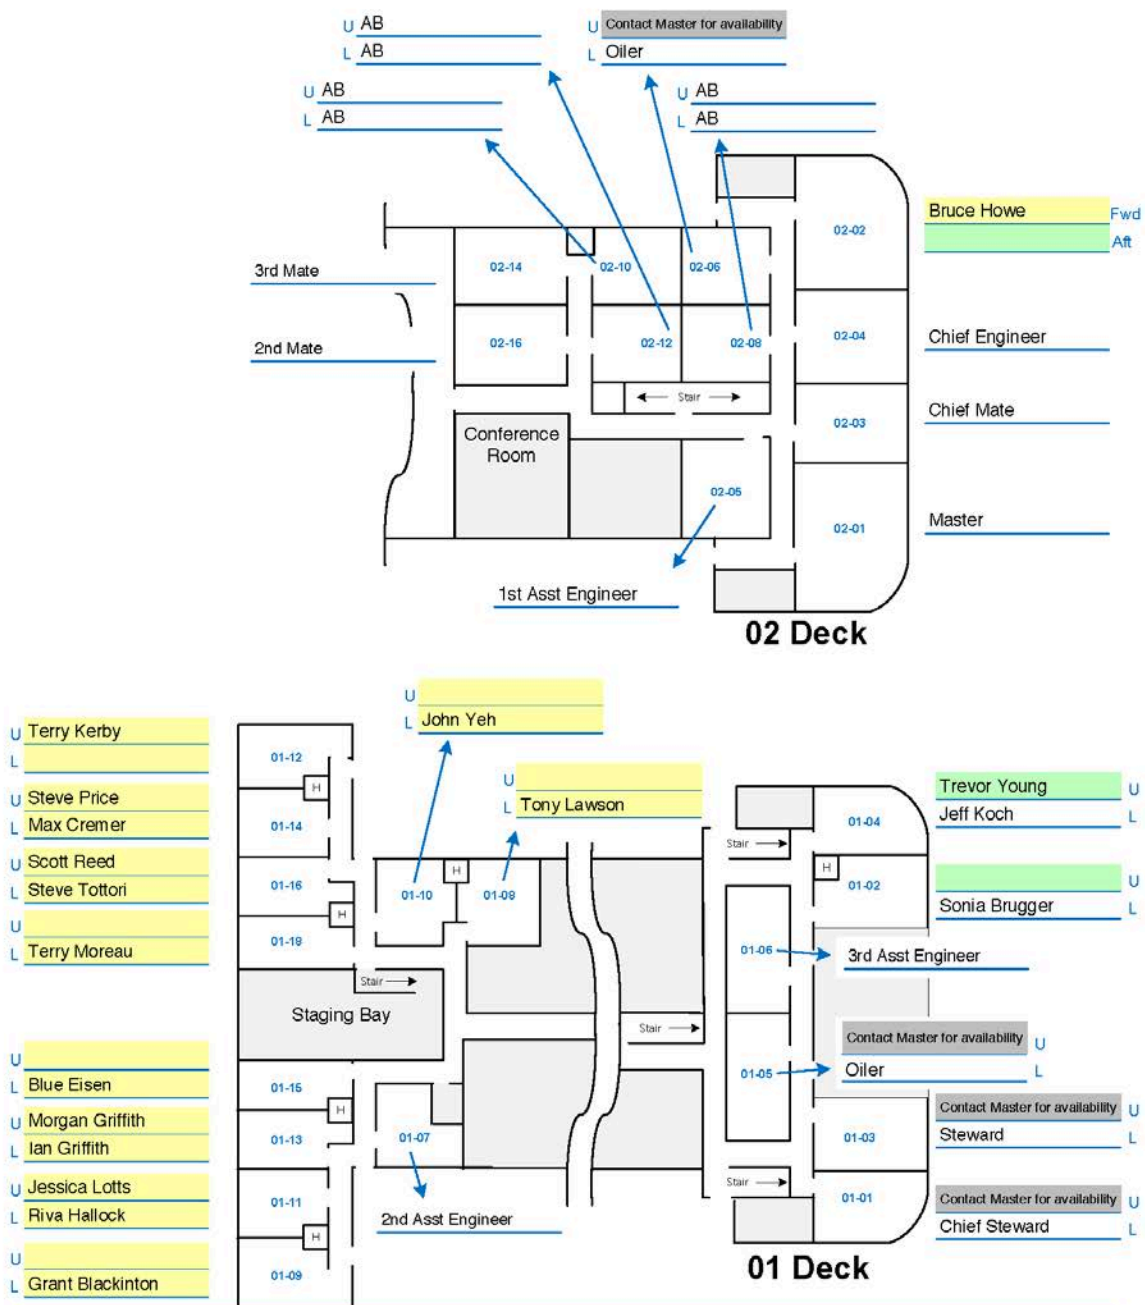 U AB
L AB
U Contact Master for availability
L Oiler
U AB
L AB
U AB
L AB
02-02
Bruce Howe Fwd
Aft
3rd Mate
02-14
02-10
02-06
2nd Mate
02-16
02-12
02-08
02-04
Chief Engineer
Stair
02-03
Chief Mate
Conference
Room
02-05
02-01
Master
1st Asst Engineer
02 Deck
U
L John Yeh
U Terry Kerby
L
01-12
H
U
L Tony Lawson
U Steve Price
L Max Cremer
01-14
Trevor Young U
Jeff Koch L
01-04
Stair
U Scott Reed
L Steve Tottori
01-16
H
01-10
H
01-09
H
01-02
U
Sonia Brugger L
U
L Terry Moreau
01-19
01-06
3rd Asst Engineer
Stair
Staging Bay
Stair
Contact Master for availability U
Oiler L
01-05
U
L Blue Eisen
01-15
H
U Morgan Griffith
L Ian Griffith
01-13
01-07
01-03
Contact Master for availability U
Steward L
U Jessica Lotts
L Riva Hallock
01-11
H
2nd Asst Engineer
Stair
01-01
Contact Master for availability U
Chief Steward L
U
L Grant Blackinton
01-09
01 Deck